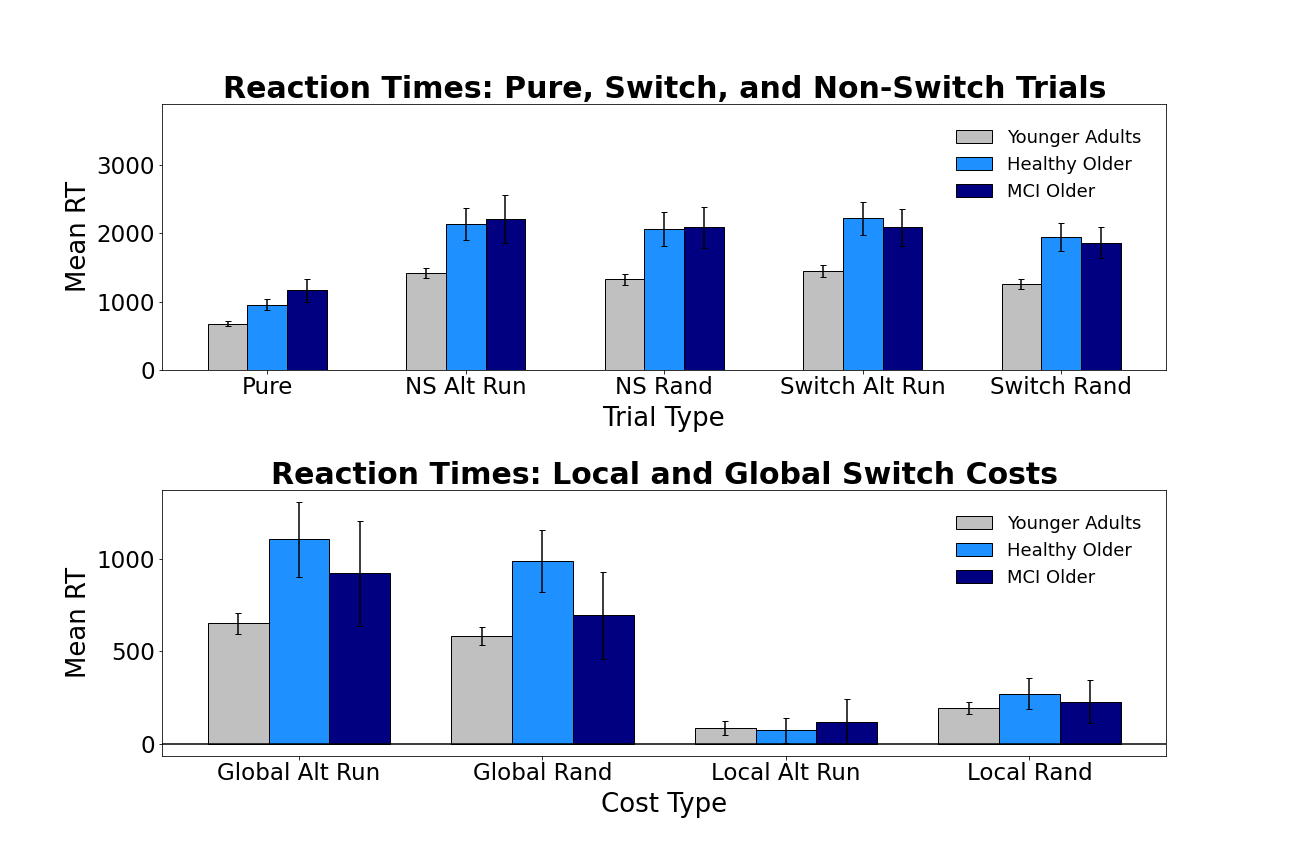 Reaction Times: Pure, Switch, and Non-Switch Trials
Mean RT
3000
2000
1000
0
Younger Adults
Healthy Older
MCI Older
Pure
NS Alt Run
NS Rand
Switch Alt Run
Switch Rand
Trial Type
Reaction Times: Local and Global Switch Costs
Mean RT
1000
500
0
Younger Adults
Healthy Older
MCI Older
Global Alt Run
Global Rand
Local Alt Run
Local Rand
Cost Type